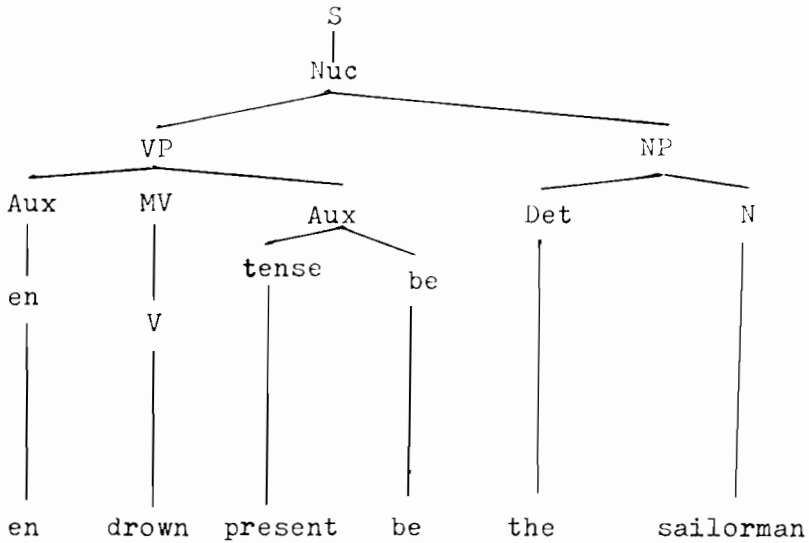 S
Nuc
VP NP
Aux MV Aux Det N
tense be
en
V
en drown present be the sailorman